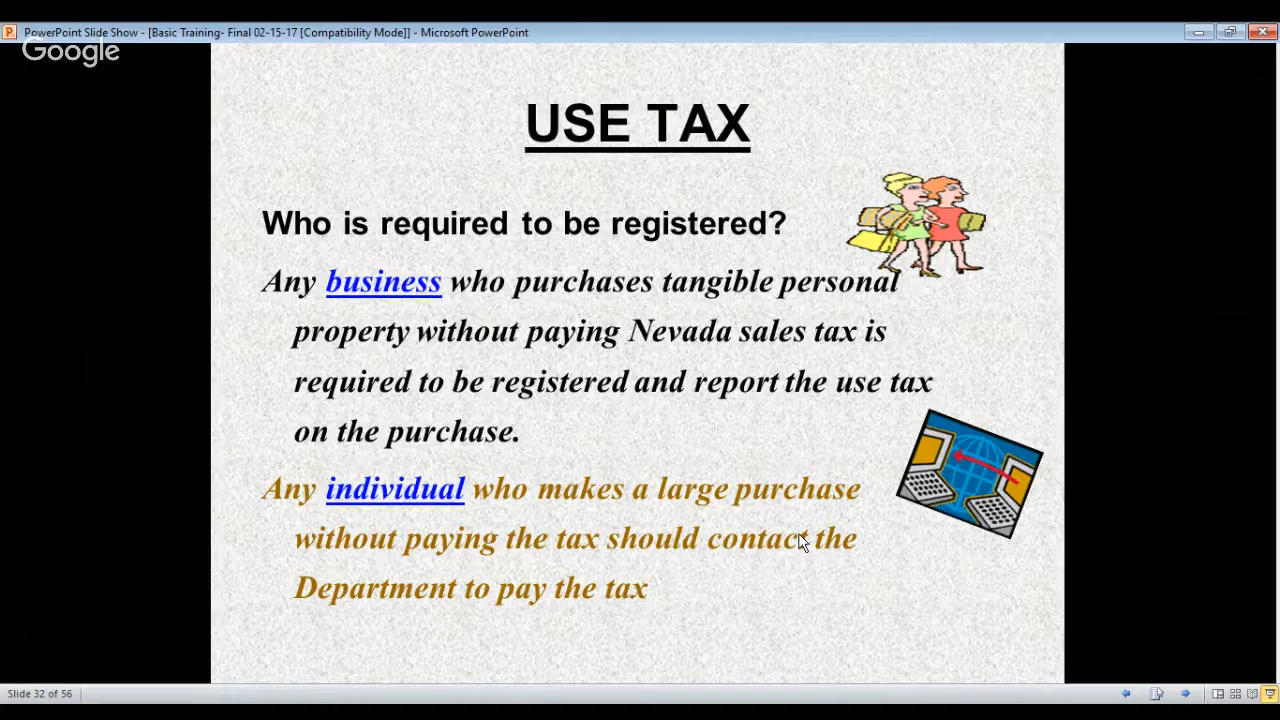 PowerPoint Slide Show - [Basic Training- Final 02-15-17 [Compatibility Mode]] - Microsoft PowerPoint
Google
USE TAX
Who is required to be registered?
Any business who purchases tangible personal
property without paying Nevada sales tax is
required to be registered and report the use tax
on the purchase.
Any individual who makes a large purchase
without paying the tax should contact the
Department to pay the tax
Slide 32 of 56